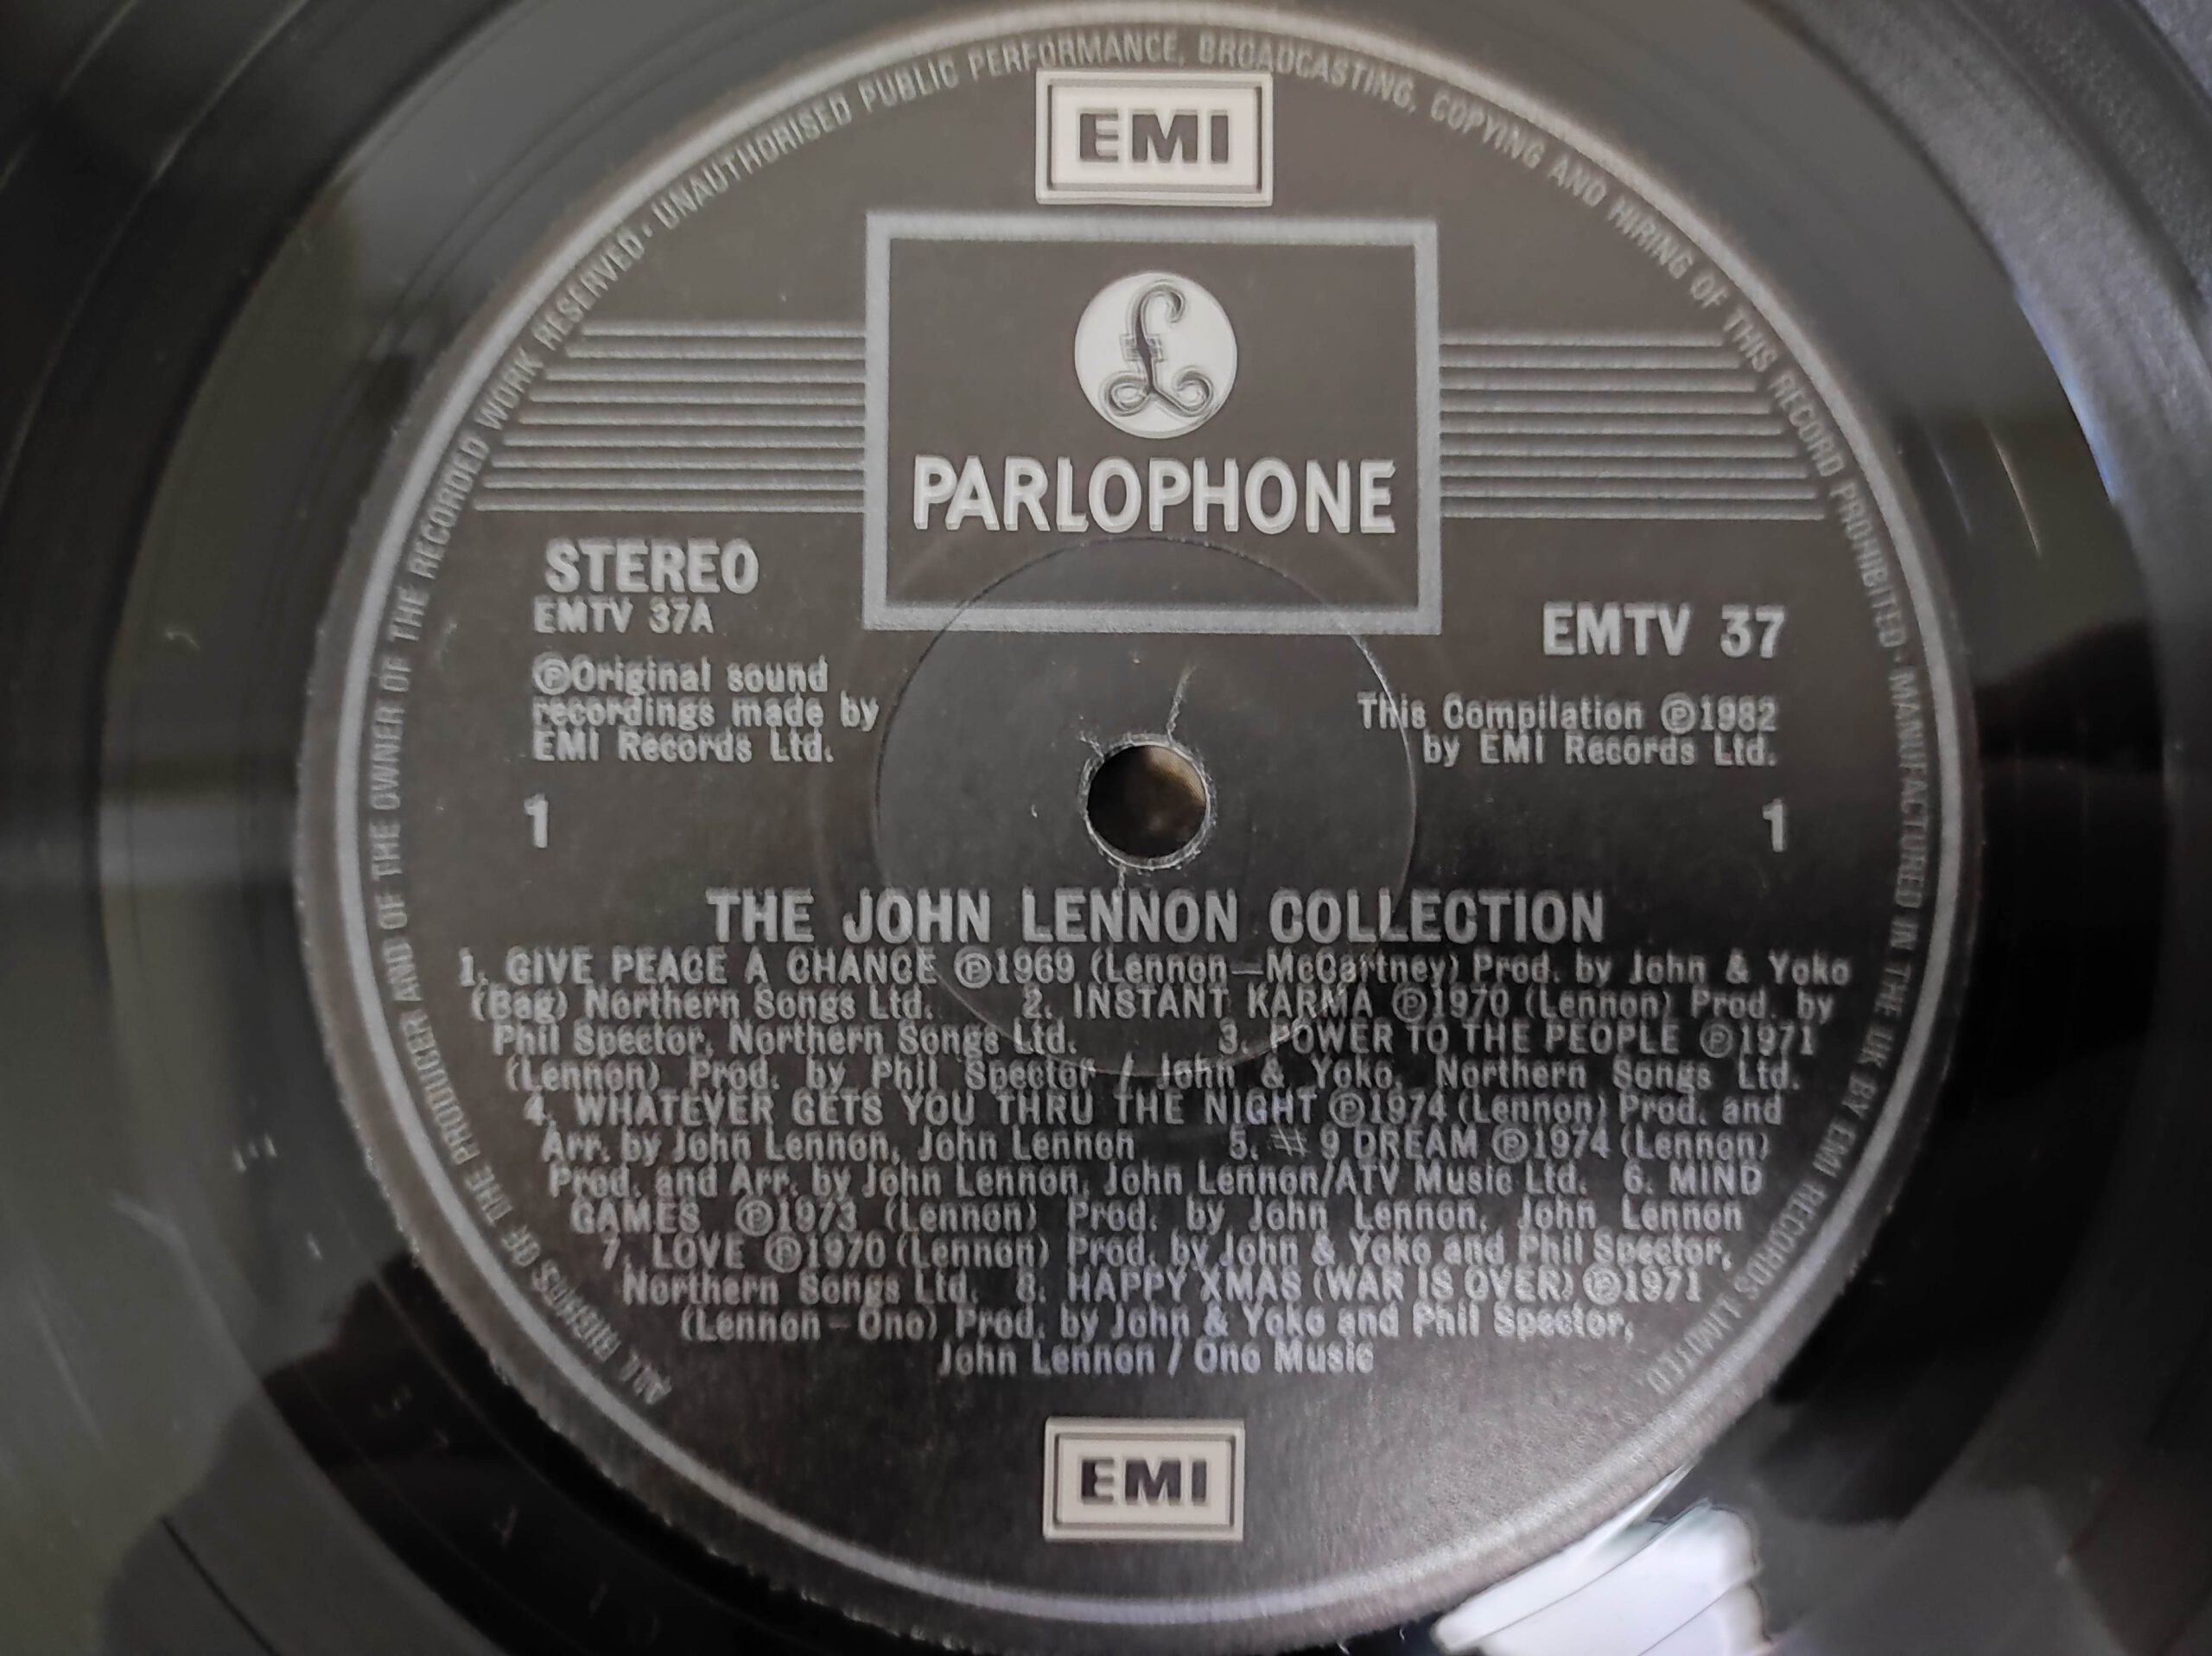 ALL RIGHTS OF THE PRODUCER AND OF THE OWNER OF THE RECORDED WORK RESERVED · UNAUTHORISED PUBLIC PERFORMANCE, BROADCASTING, COPYING AND HIRING OF THIS RECORD PROHIBITED · MANUFACTURED IN THE UK BY EMI RECORDS LIMITED
EMI
£
PARLOPHONE
STEREO
EMTV 37A
EMTV 37
℗Original sound
recordings made by
EMI Records Ltd.
This Compilation ℗1982
by EMI Records Ltd.
1
1
THE JOHN LENNON COLLECTION
1. GIVE PEACE A CHANCE ℗1969 (Lennon—McCartney) Prod. by John & Yoko
(Bag) Northern Songs Ltd. 2. INSTANT KARMA ℗1970 (Lennon) Prod. by
Phil Spector, Northern Songs Ltd. 3. POWER TO THE PEOPLE ℗1971
(Lennon) Prod. by Phil Spector / John & Yoko, Northern Songs Ltd.
4. WHATEVER GETS YOU THRU THE NIGHT ℗1974 (Lennon) Prod. and
Arr. by John Lennon, John Lennon 5. # 9 DREAM ℗1974 (Lennon)
Prod. and Arr. by John Lennon, John Lennon/ATV Music Ltd. 6. MIND
GAMES ℗1973 (Lennon) Prod. by John Lennon, John Lennon
7. LOVE ℗1970 (Lennon) Prod. by John & Yoko and Phil Spector,
Northern Songs Ltd. 8. HAPPY XMAS (WAR IS OVER) ℗1971
(Lennon – Ono) Prod. by John & Yoko and Phil Spector,
John Lennon / Ono Music
EMI